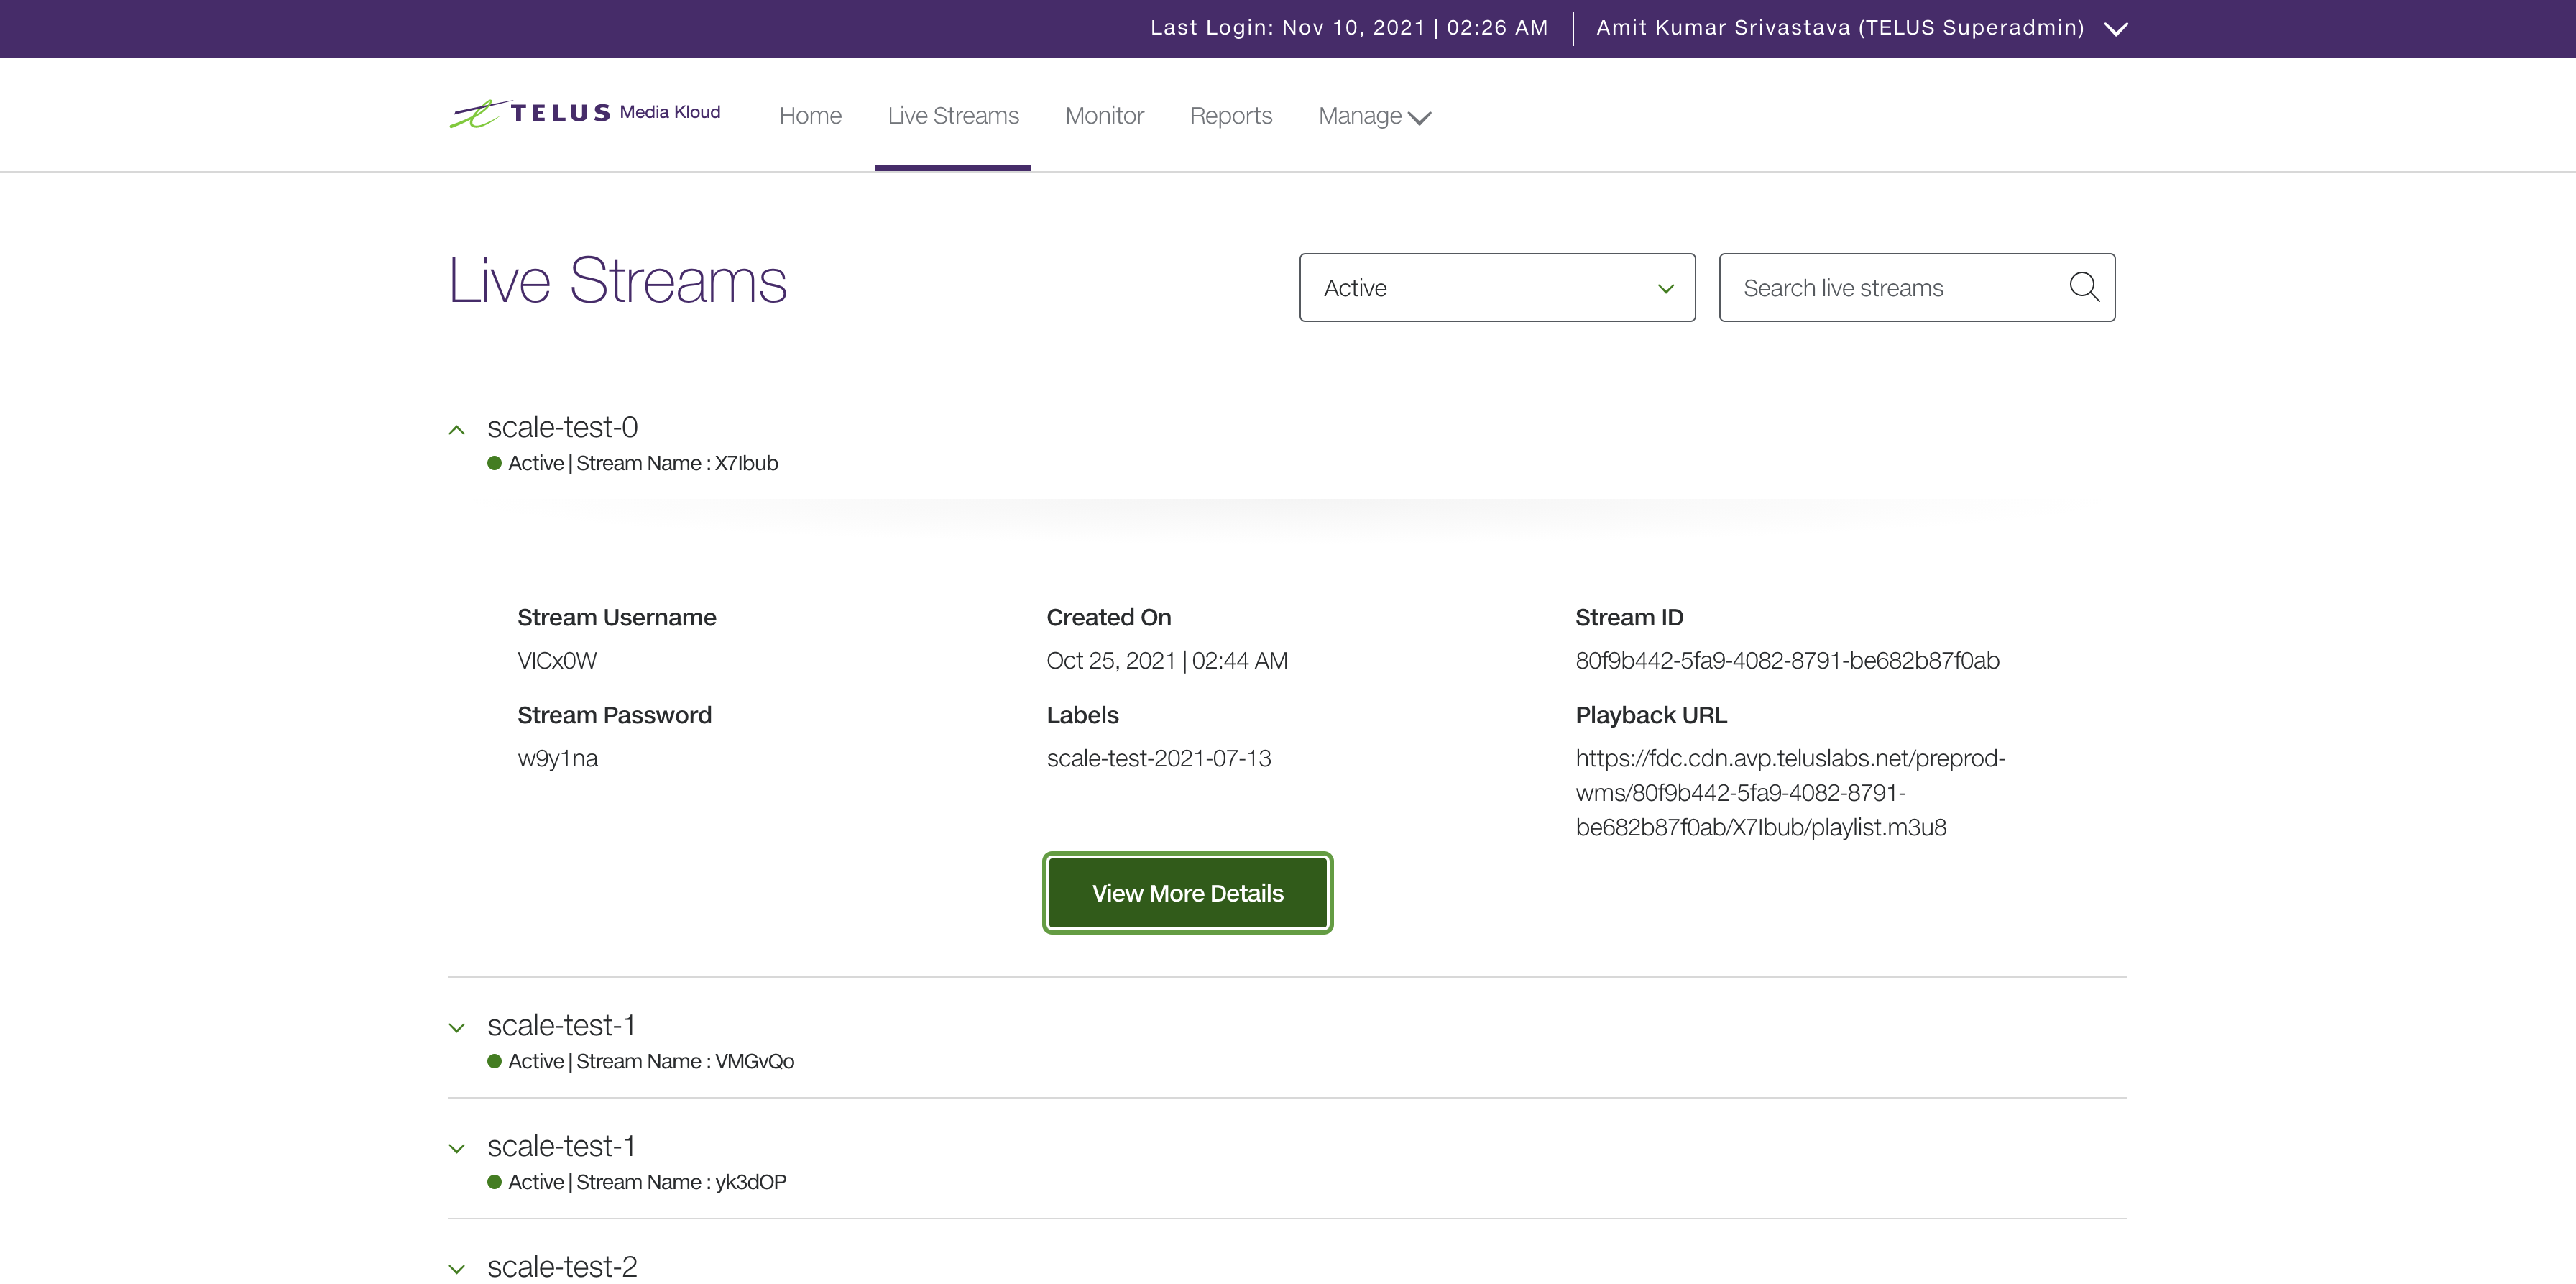 Last Login: Nov 10, 2021 | 02:26 AM
Amit Kumar Srivastava (TELUS Superadmin)
TELUS Media Kloud
Home
Live Streams
Monitor
Reports
Manage
Live Streams
Active
Search live streams
scale-test-0
Active | Stream Name : X7Ibub
Stream Username
VICx0W
Created On
Oct 25, 2021 | 02:44 AM
Stream ID
80f9b442-5fa9-4082-8791-be682b87f0ab
Stream Password
w9y1na
Labels
scale-test-2021-07-13
Playback URL
https://fdc.cdn.avp.teluslabs.net/preprod-
wms/80f9b442-5fa9-4082-8791-
be682b87f0ab/X7Ibub/playlist.m3u8
View More Details
scale-test-1
Active | Stream Name : VMGvQo
scale-test-1
Active | Stream Name : yk3dOP
scale-test-2